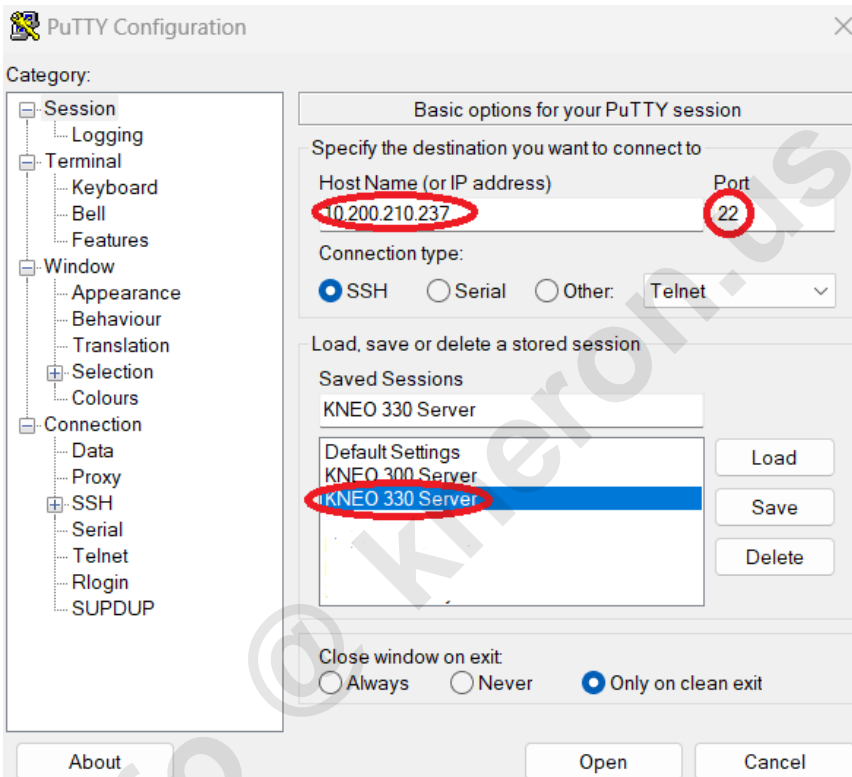 PuTTY Configuration
Category:
Session
Logging
Terminal
Keyboard
Bell
Features
Window
Appearance
Behaviour
Translation
Selection
Colours
Connection
Data
Proxy
SSH
Serial
Telnet
Rlogin
SUPDUP
Basic options for your PuTTY session
Specify the destination you want to connect to
Host Name (or IP address) Port
10.200.210.237 22
Connection type:
SSH Serial Other: Telnet
Load, save or delete a stored session
Saved Sessions
KNEO 330 Server
Default Settings
KNEO 300 Server
KNEO 330 Server
Load
Save
Delete
Close window on exit:
Always Never Only on clean exit
About Open Cancel
@ kneron.us